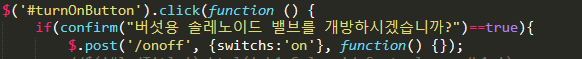 $('#turnOnButton').click(function () {
if(confirm("버섯용 솔레노이드 밸브를 개방하시겠습니까?")==true){
$.post('/onoff', {switchs:'on'}, function() {});